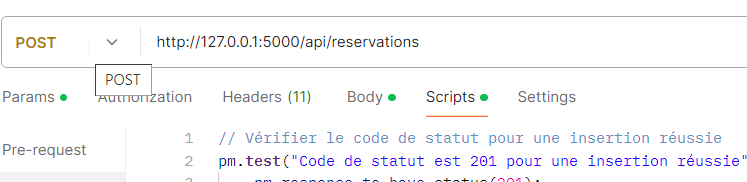 POST http://127.0.0.1:5000/api/reservations
POST
Params Authorization Headers (11) Body Scripts Settings
Pre-request
1 // Vérifier le code de statut pour une insertion réussie
2 pm.test("Code de statut est 201 pour une insertion réussie"
3 pm.response.to.have.status(201);